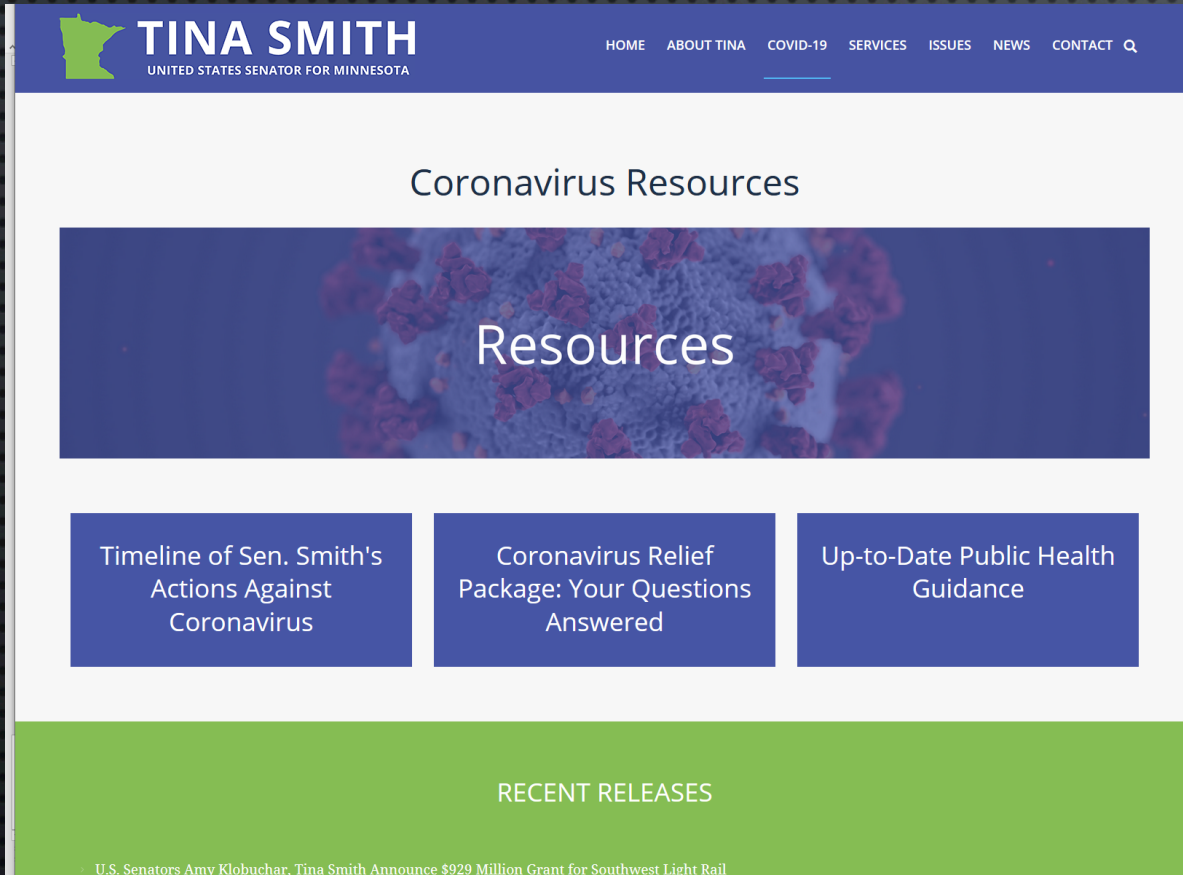 TINA SMITH
UNITED STATES SENATOR FOR MINNESOTA
HOME ABOUT TINA COVID-19 SERVICES ISSUES NEWS CONTACT
Coronavirus Resources
Resources
Timeline of Sen. Smith's
Actions Against
Coronavirus
Coronavirus Relief
Package: Your Questions
Answered
Up-to-Date Public Health
Guidance
RECENT RELEASES
U.S. Senators Amy Klobuchar, Tina Smith Announce $929 Million Grant for Southwest Light Rail